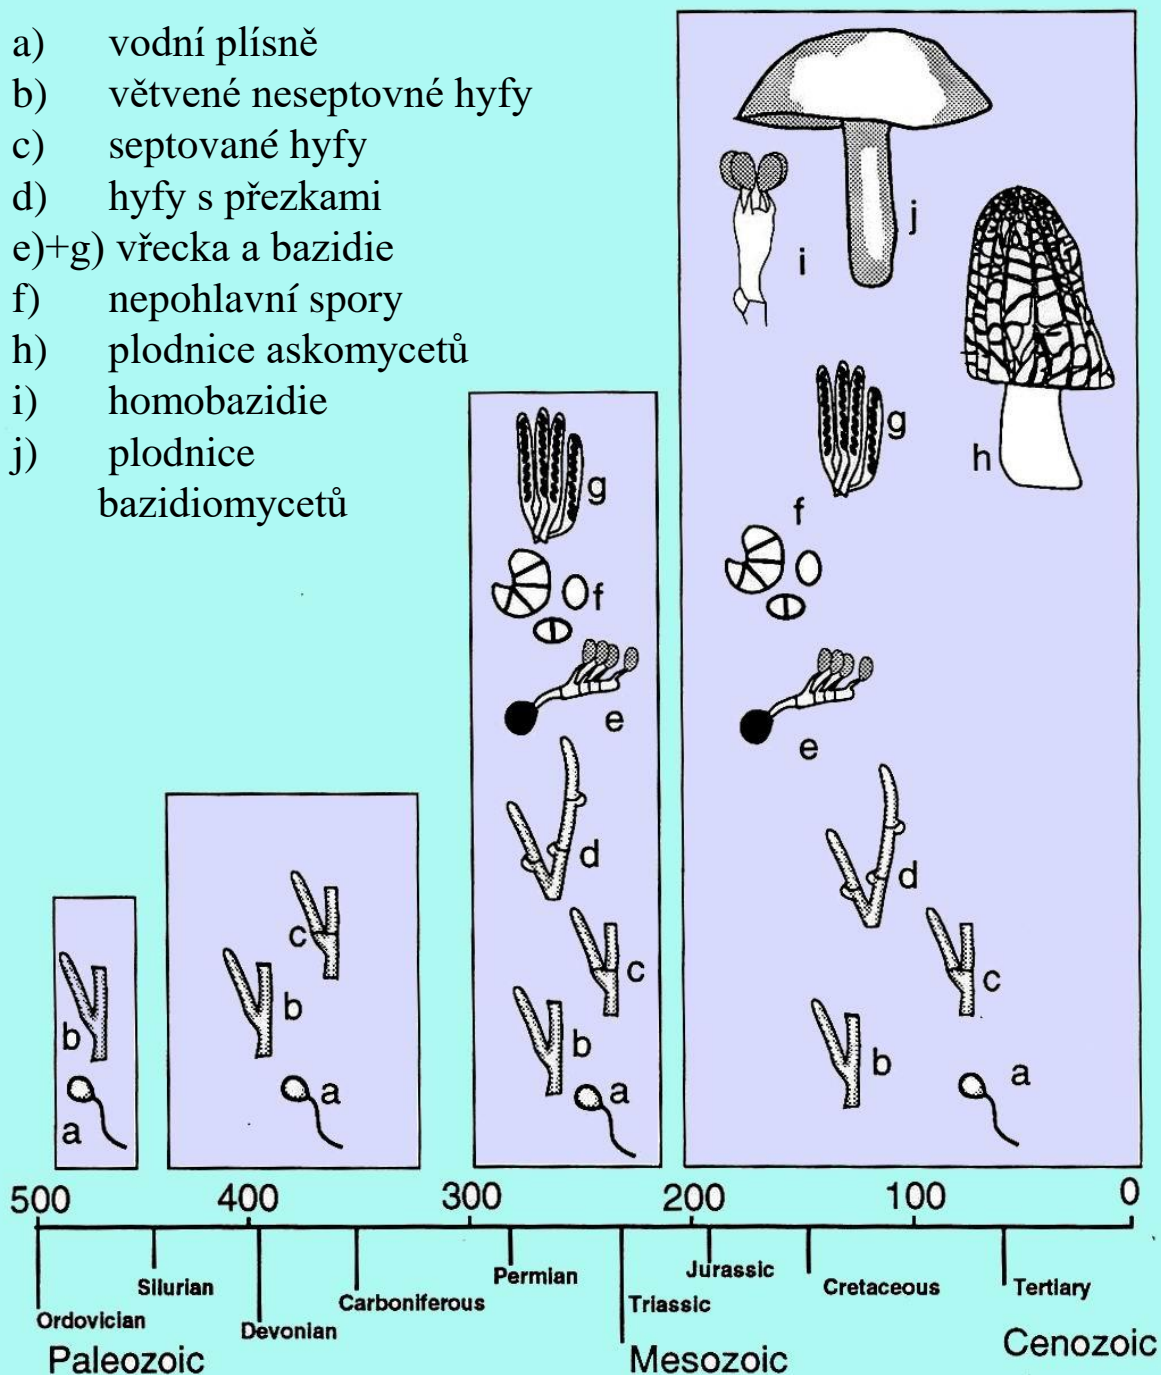 a) vodní plísně
b) větvené neseptovné hyfy
c) septované hyfy
d) hyfy s přezkami
e)+g) vřecka a bazidie
f) nepohlavní spory
h) plodnice askomycetů
i) homobazidie
j) plodnice
bazidiomycetů
j
i
h
g
f
e
d
c
b
a
g
f
e
d
c
b
a
c
b
a
b
a
500 400 300 200 100 0
Ordovician
Silurian
Devonian
Carboniferous
Permian
Triassic
Jurassic
Cretaceous
Tertiary
Paleozoic
Mesozoic
Cenozoic